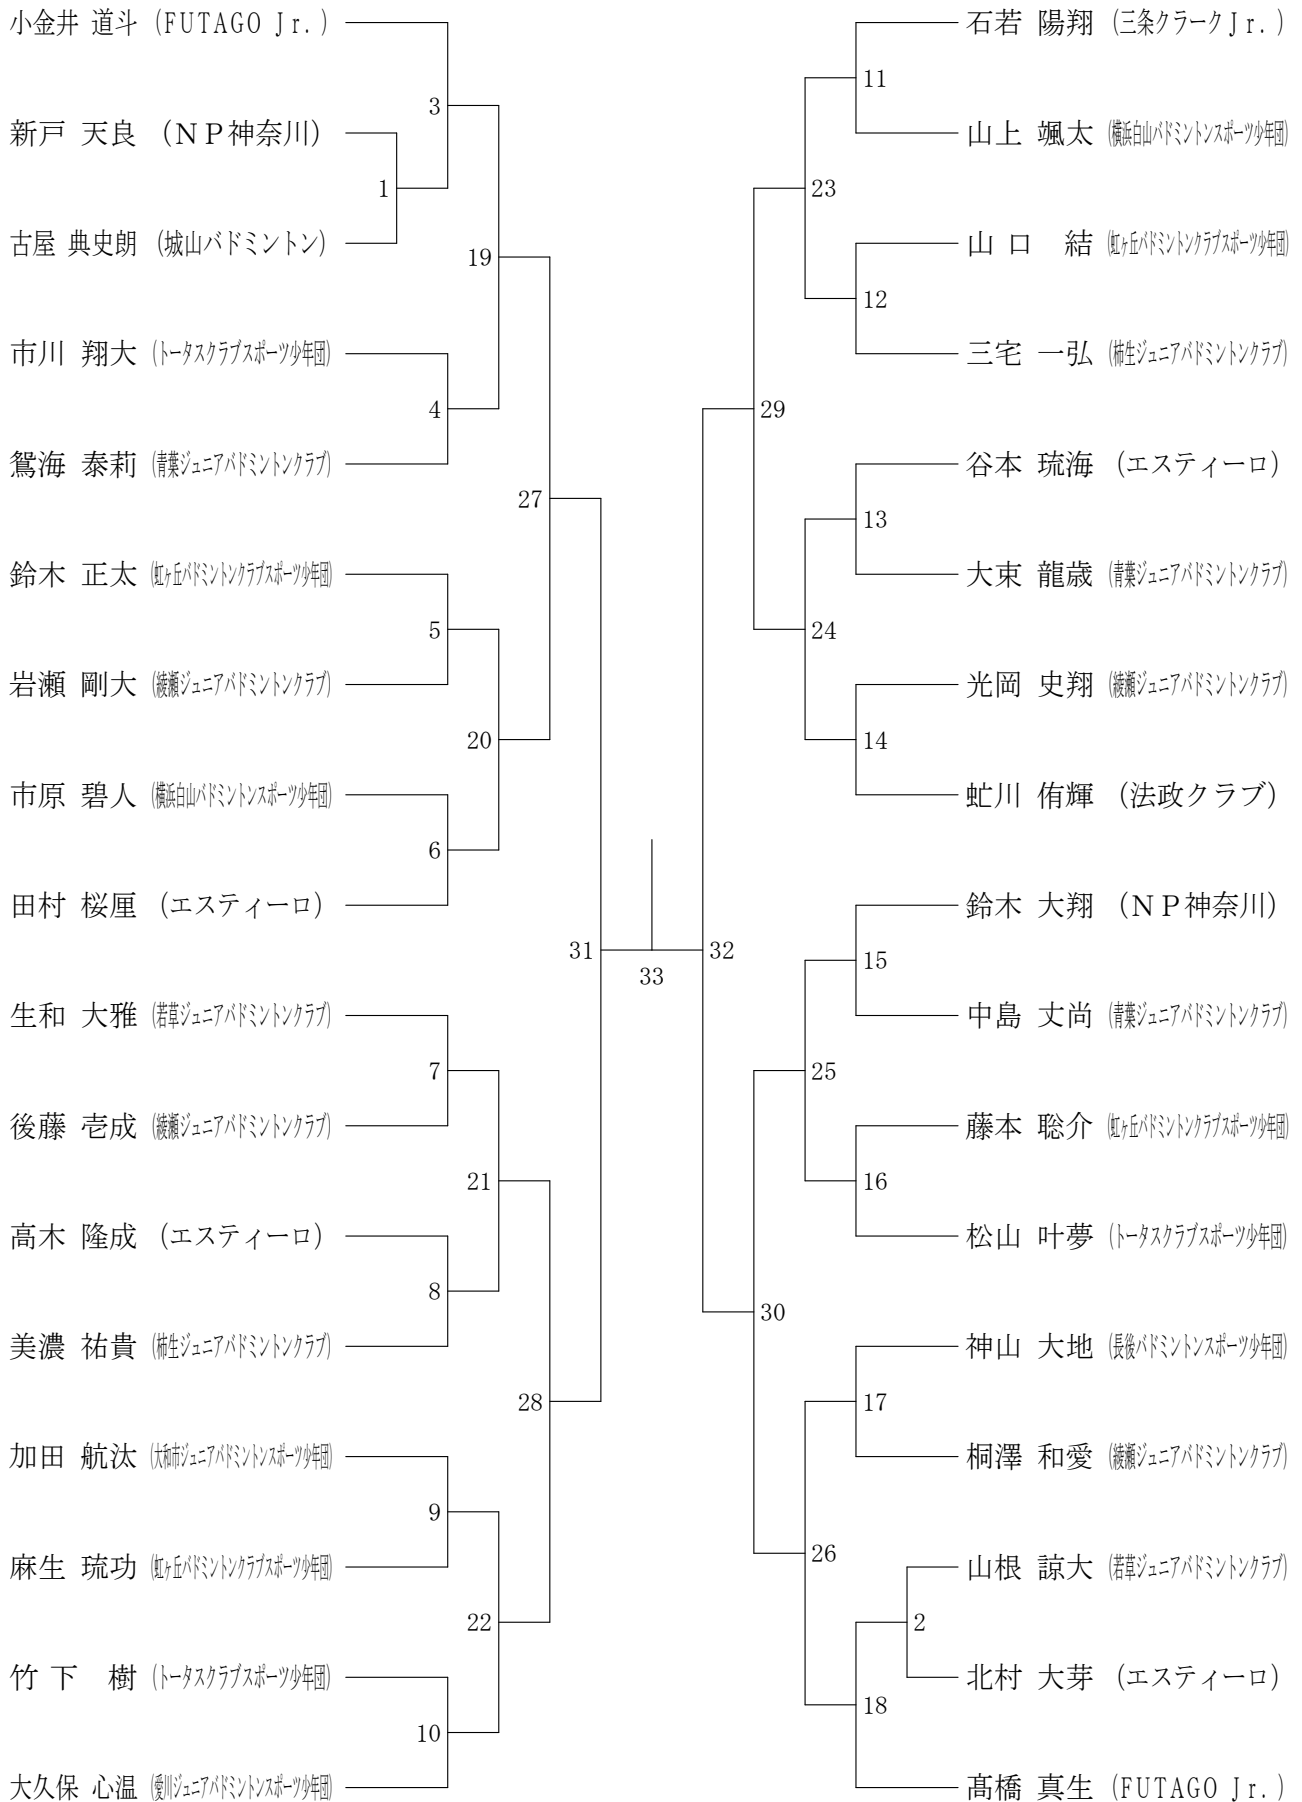 小金井 道斗 (FUTAGO Jr.)
3
新戸 天良 (ＮＰ神奈川)
1
古屋 典史朗 (城山バドミントン)
19
市川 翔大 (トータスクラブスポーツ少年団)
4
鴛海 泰莉 (青葉ジュニアバドミントンクラブ)
27
鈴木 正太 (虹ヶ丘バドミントンクラブスポーツ少年団)
5
岩瀬 剛大 (綾瀬ジュニアバドミントンクラブ)
20
市原 碧人 (横浜白山バドミントンスポーツ少年団)
6
田村 桜厘 (エスティーロ)
31
生和 大雅 (若草ジュニアバドミントンクラブ)
7
後藤 壱成 (綾瀬ジュニアバドミントンクラブ)
21
高木 隆成 (エスティーロ)
8
美濃 祐貴 (柿生ジュニアバドミントンクラブ)
28
加田 航汰 (大和市ジュニアバドミントンスポーツ少年団)
9
麻生 琉功 (虹ヶ丘バドミントンクラブスポーツ少年団)
22
竹下 樹 (トータスクラブスポーツ少年団)
10
大久保 心温 (愛川ジュニアバドミントンスポーツ少年団)
33
石若 陽翔 (三条クラークJr.)
11
山上 颯太 (横浜白山バドミントンスポーツ少年団)
23
山口 結 (虹ヶ丘バドミントンクラブスポーツ少年団)
12
三宅 一弘 (柿生ジュニアバドミントンクラブ)
29
谷本 琉海 (エスティーロ)
13
大束 龍歳 (青葉ジュニアバドミントンクラブ)
24
光岡 史翔 (綾瀬ジュニアバドミントンクラブ)
14
虻川 侑輝 (法政クラブ)
32
鈴木 大翔 (ＮＰ神奈川)
15
中島 丈尚 (青葉ジュニアバドミントンクラブ)
25
藤本 聡介 (虹ヶ丘バドミントンクラブスポーツ少年団)
16
松山 叶夢 (トータスクラブスポーツ少年団)
30
神山 大地 (長後バドミントンスポーツ少年団)
17
桐澤 和愛 (綾瀬ジュニアバドミントンクラブ)
26
山根 諒大 (若草ジュニアバドミントンクラブ)
2
北村 大芽 (エスティーロ)
18
髙橋 真生 (FUTAGO Jr.)